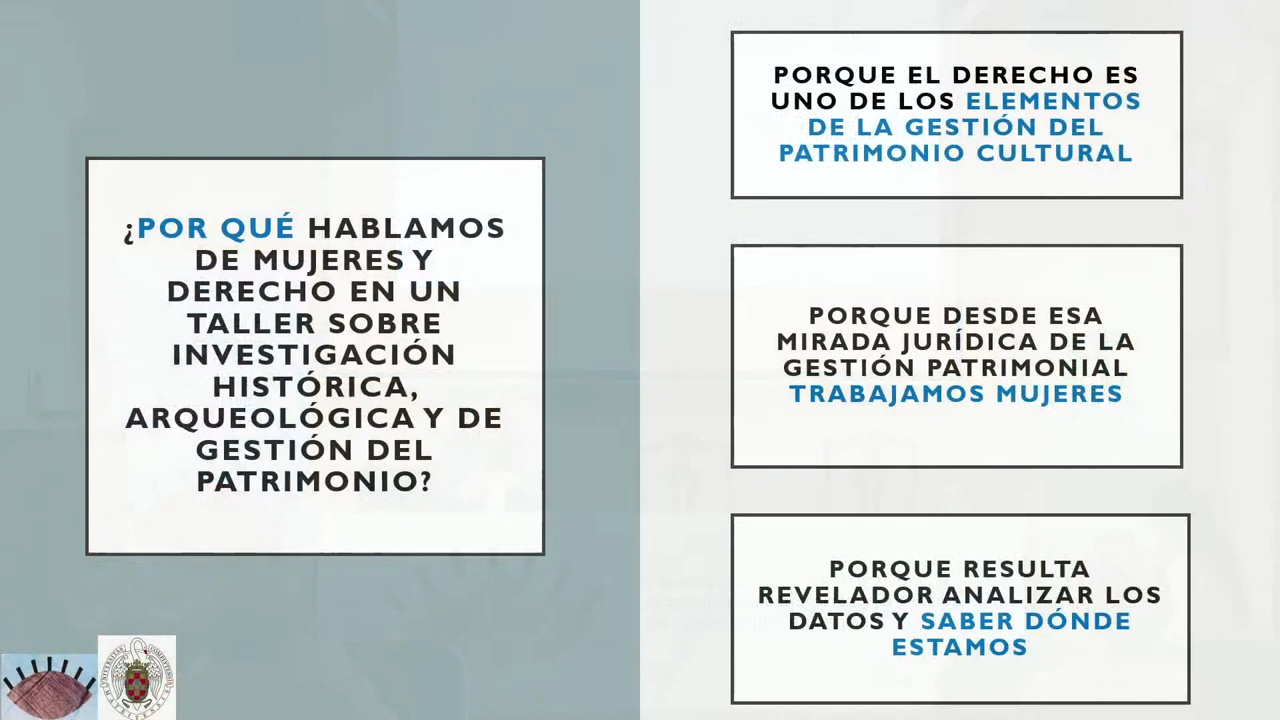 ¿POR QUÉ HABLAMOS
DE MUJERES Y
DERECHO EN UN
TALLER SOBRE
INVESTIGACIÓN
HISTÓRICA,
ARQUEOLÓGICA Y DE
GESTIÓN DEL
PATRIMONIO?
PORQUE EL DERECHO ES
UNO DE LOS ELEMENTOS
DE LA GESTIÓN DEL
PATRIMONIO CULTURAL
PORQUE DESDE ESA
MIRADA JURÍDICA DE LA
GESTIÓN PATRIMONIAL
TRABAJAMOS MUJERES
PORQUE RESULTA
REVELADOR ANALIZAR LOS
DATOS Y SABER DÓNDE
ESTAMOS